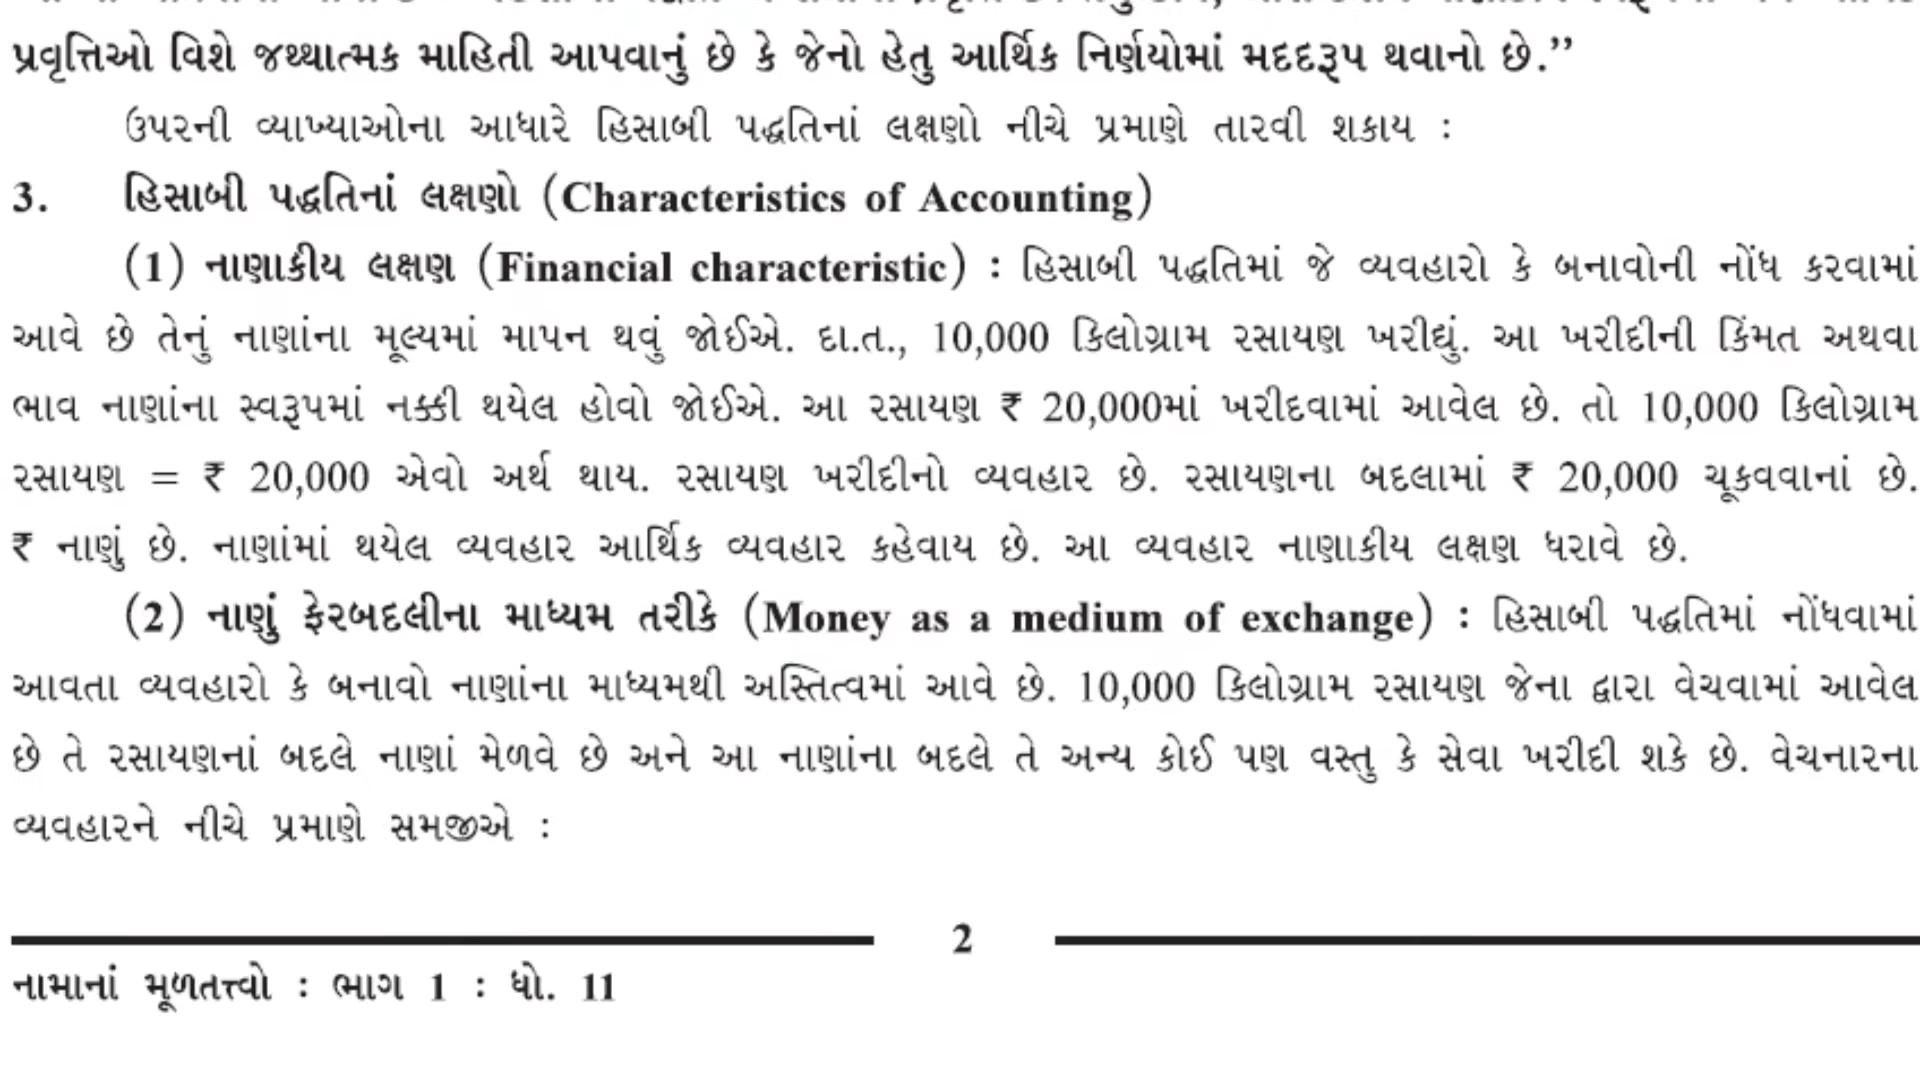 પ્રવૃત્તિઓ વિશે જથ્થાત્મક માહિતી આપવાનું છે કે જેનો હેતુ આર્થિક નિર્ણયોમાં મદદરૂપ થવાનો છે.’’
ઉપરની વ્યાખ્યાઓના આધારે હિસાબી પદ્ધતિનાં લક્ષણો નીચે પ્રમાણે તારવી શકાય :
3. હિસાબી પદ્ધતિનાં લક્ષણો (Characteristics of Accounting)
(1) નાણાકીય લક્ષણ (Financial characteristic) : હિસાબી પદ્ધતિમાં જે વ્યવહારો કે બનાવોની નોંધ કરવામાં
આવે છે તેનું નાણાંના મૂલ્યમાં માપન થવું જોઈએ. દા.ત., 10,000 કિલોગ્રામ રસાયણ ખરીદ્યું. આ ખરીદીની કિંમત અથવા
ભાવ નાણાંના સ્વરૂપમાં નક્કી થયેલ હોવો જોઈએ. આ રસાયણ ₹ 20,000માં ખરીદવામાં આવેલ છે. તો 10,000 કિલોગ્રામ
રસાયણ = ₹ 20,000 એવો અર્થ થાય. રસાયણ ખરીદીનો વ્યવહાર છે. રસાયણના બદલામાં ₹ 20,000 ચૂકવવાનાં છે.
₹ નાણું છે. નાણાંમાં થયેલ વ્યવહાર આર્થિક વ્યવહાર કહેવાય છે. આ વ્યવહાર નાણાકીય લક્ષણ ધરાવે છે.
(2) નાણું ફેરબદલીના માધ્યમ તરીકે (Money as a medium of exchange) : હિસાબી પદ્ધતિમાં નોંધવામાં
આવતા વ્યવહારો કે બનાવો નાણાંના માધ્યમથી અસ્તિત્વમાં આવે છે. 10,000 કિલોગ્રામ રસાયણ જેના દ્વારા વેચવામાં આવેલ
છે તે રસાયણનાં બદલે નાણાં મેળવે છે અને આ નાણાંના બદલે તે અન્ય કોઈ પણ વસ્તુ કે સેવા ખરીદી શકે છે. વેચનારના
વ્યવહારને નીચે પ્રમાણે સમજીએ :
2
નામાનાં મૂળતત્ત્વો : ભાગ 1 : ધો. 11